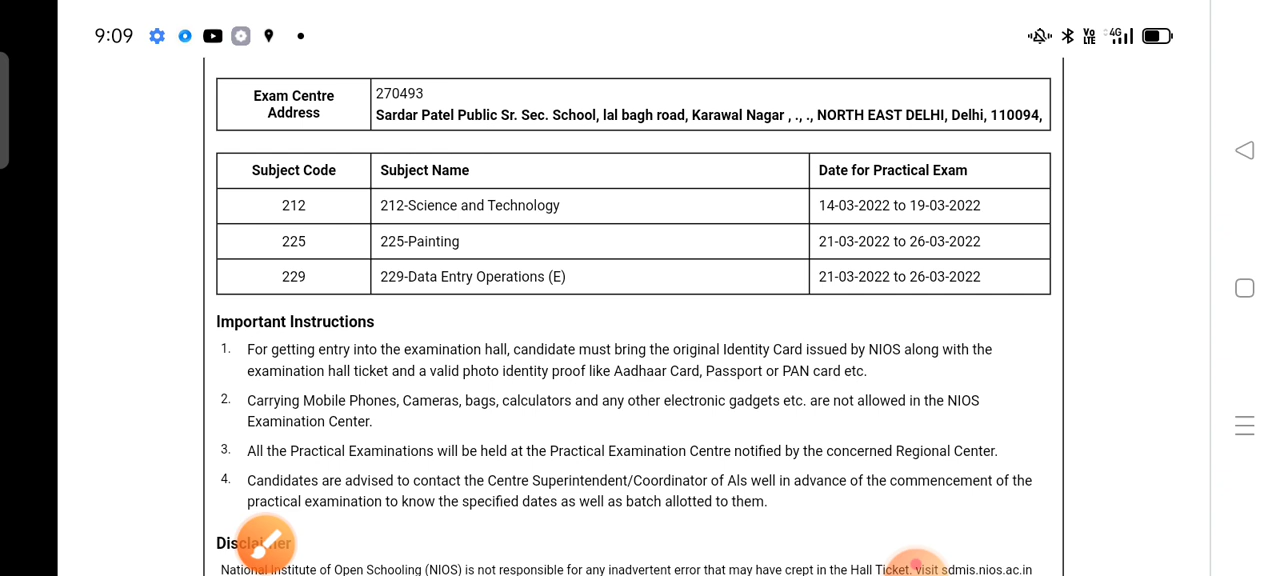 9:09
Vo
LTE
4G
Exam Centre
Address
270493
Sardar Patel Public Sr. Sec. School, lal bagh road, Karawal Nagar , ., ., NORTH EAST DELHI, Delhi, 110094,
Subject Code Subject Name Date for Practical Exam
212 212-Science and Technology 14-03-2022 to 19-03-2022
225 225-Painting 21-03-2022 to 26-03-2022
229 229-Data Entry Operations (E) 21-03-2022 to 26-03-2022
Important Instructions
1. For getting entry into the examination hall, candidate must bring the original Identity Card issued by NIOS along with the
examination hall ticket and a valid photo identity proof like Aadhaar Card, Passport or PAN card etc.
2. Carrying Mobile Phones, Cameras, bags, calculators and any other electronic gadgets etc. are not allowed in the NIOS
Examination Center.
3. All the Practical Examinations will be held at the Practical Examination Centre notified by the concerned Regional Center.
4. Candidates are advised to contact the Centre Superintendent/Coordinator of AIs well in advance of the commencement of the
practical examination to know the specified dates as well as batch allotted to them.
Disclaimer
National Institute of Open Schooling (NIOS) is not responsible for any inadvertent error that may have crept in the Hall Ticket. visit sdmis.nios.ac.in